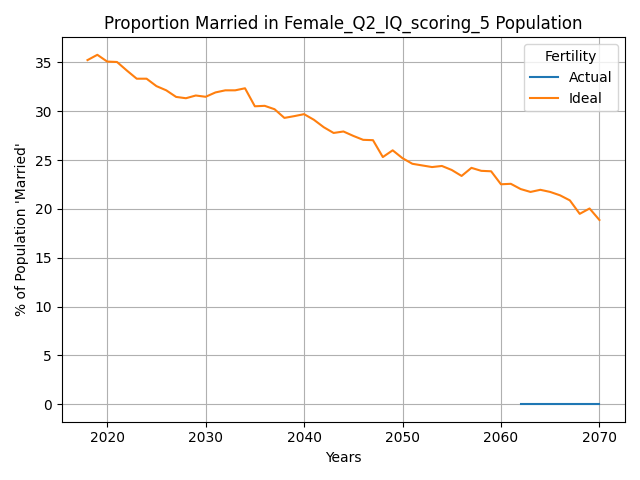 Proportion Married in Female_Q2_IQ_scoring_5 Population
Fertility
Actual
Ideal
% of Population 'Married'
35
30
25
20
15
10
5
0
2020
2030
2040
2050
2060
2070
Years